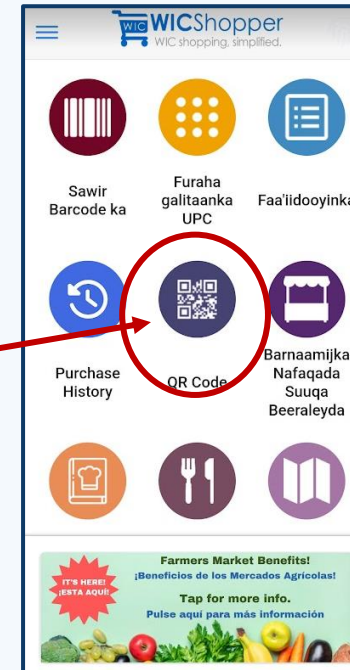 WIC WICShopper
WIC shopping, simplified.
Sawir
Barcode ka
Furaha
galitaanka
UPC
Faa'iidooyinka
Purchase
History
QR Code
Barnaamijka
Nafaqada
Suuqa
Beeraleyda
IT'S HERE!
¡ESTA AQUÍ!
Farmers Market Benefits!
¡Beneficios de los Mercados Agrícolas!
Tap for more info.
Pulse aquí para más información